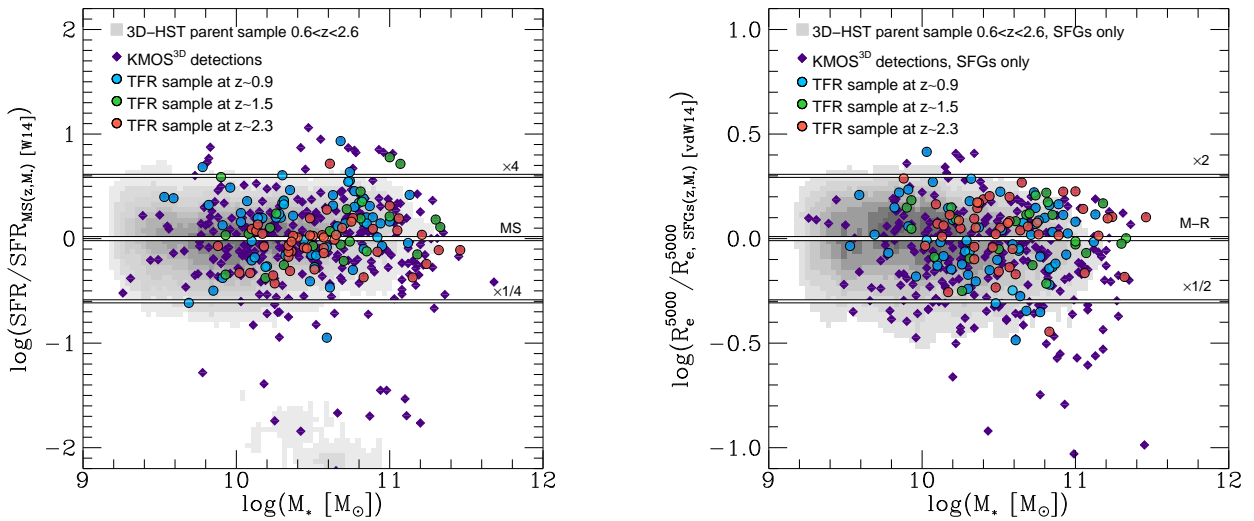 3D-HST parent sample 0.6<z<2.6
KMOS3D detections
TFR sample at z~0.9
TFR sample at z~1.5
TFR sample at z~2.3
×4
MS
×1/4
2
1
0
-1
-2
9
10
11
12
log(SFR/SFR_MS(z,M*) [W14])
log(M* [M⊙])
3D-HST parent sample 0.6<z<2.6, SFGs only
KMOS3D detections, SFGs only
TFR sample at z~0.9
TFR sample at z~1.5
TFR sample at z~2.3
×2
M-R
×1/2
1.0
0.5
0.0
-0.5
-1.0
9
10
11
12
log(R_e^5000/R_e, SFGs(z,M*)^5000 [vdW14])
log(M* [M⊙])